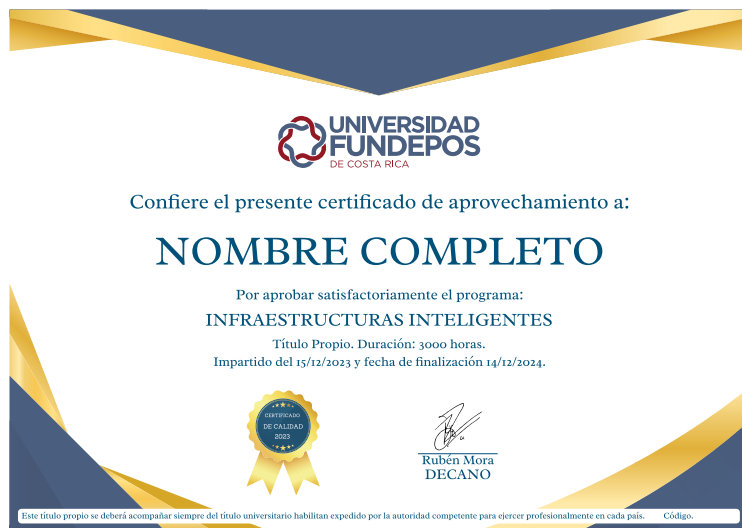 UNIVERSIDAD
FUNDEPOS
DE COSTA RICA
Confiere el presente certificado de aprovechamiento a:
NOMBRE COMPLETO
Por aprobar satisfactoriamente el programa:
INFRAESTRUCTURAS INTELIGENTES
Título Propio. Duración: 3000 horas.
Impartido del 15/12/2023 y fecha de finalización 14/12/2024.
CERTIFICADO
DE CALIDAD
2023
Rubén Mora
DECANO
Este título propio se deberá acompañar siempre del título universitario habilitan expedido por la autoridad competente para ejercer profesionalmente en cada país. Código.